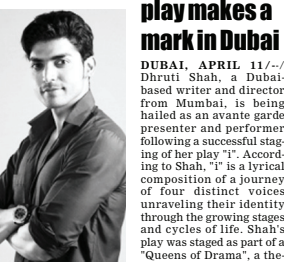 play makes a
mark in Dubai
DUBAI, APRIL 11/--/
Dhruti Shah, a Dubai-
based writer and director
from Mumbai, is being
hailed as an avante garde
presenter and performer
following a successful stag-
ing of her play "i". Accord-
ing to Shah, "i" is a lyrical
composition of a journey
of four distinct voices
unraveling their identity
through the growing stages
and cycles of life. Shah's
play was staged as part of a
"Queens of Drama", a the-